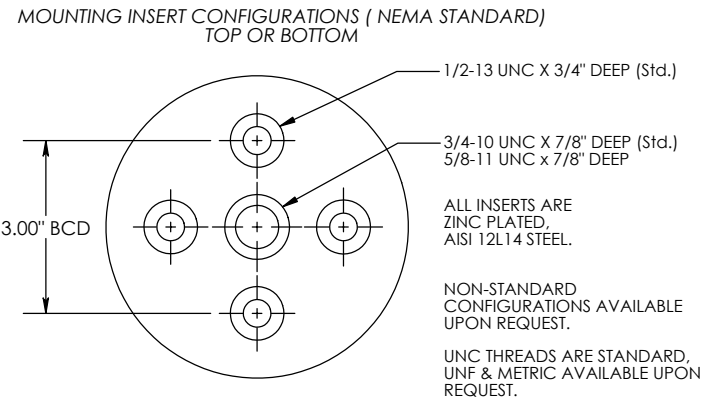 MOUNTING INSERT CONFIGURATIONS ( NEMA STANDARD)
TOP OR BOTTOM
1/2-13 UNC X 3/4" DEEP (Std.)
3/4-10 UNC X 7/8" DEEP (Std.)
5/8-11 UNC x 7/8" DEEP
3.00" BCD
ALL INSERTS ARE
ZINC PLATED,
AISI 12L14 STEEL.
NON-STANDARD
CONFIGURATIONS AVAILABLE
UPON REQUEST.
UNC THREADS ARE STANDARD,
UNF & METRIC AVAILABLE UPON
REQUEST.